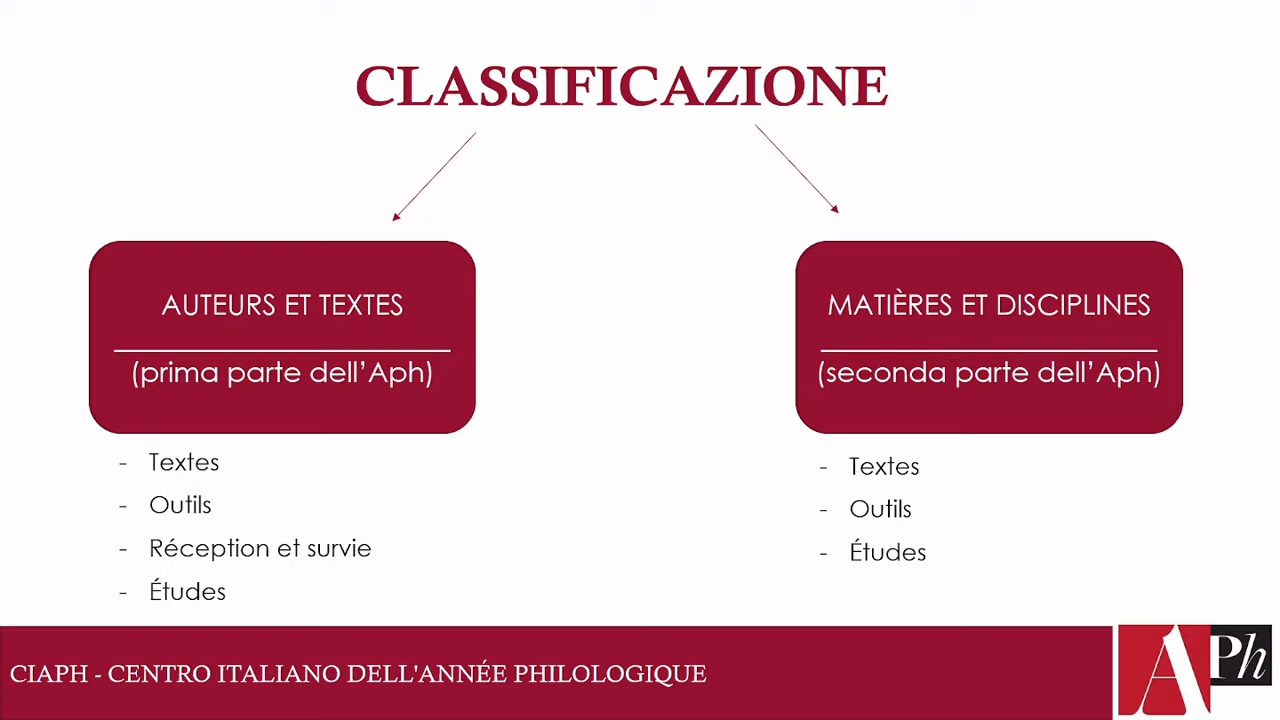 CLASSIFICAZIONE
AUTEURS ET TEXTES
(prima parte dell'Aph)
- Textes
- Outils
- Réception et survie
- Études
MATIÈRES ET DISCIPLINES
(seconda parte dell'Aph)
- Textes
- Outils
- Études
CIAPH - CENTRO ITALIANO DELL'ANNÉE PHILOLOGIQUE
APh